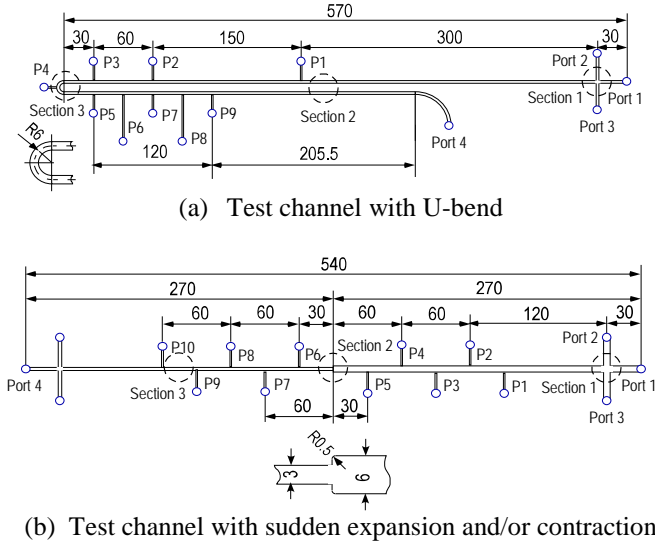 570
30 60 150 300 30
P3 P2 P1 Port 2
P4
Section 3 Section 2 Section 1 Port 1
P5 P7 P9 Port 3
P6 P8 Port 4
R6
120 205.5
(a) Test channel with U-bend
540
270 270
60 60 30 60 60 120 30
P10 P8 P6 Section 2 P4 P2 Port 2
Port 4 Section 3 P9 P7 P5 P3 P1 Section 1 Port 1
Port 3
60 30
R0.5
3 6
(b) Test channel with sudden expansion and/or contraction